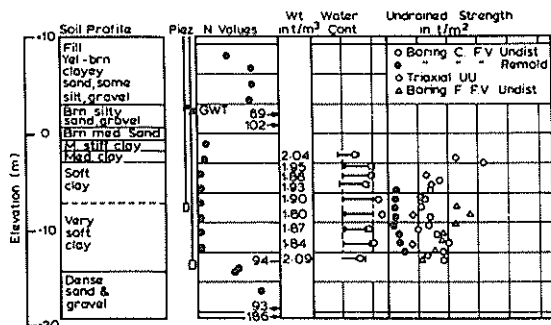 Soil Profile
Piez
N Values
Wt
in t/m³
Water
Cont
Undrained Strength
in t/m²
Elevation (m)
+10
0
-10
-20
Fill
Yel-brn
clayey
sand, some
silt, gravel
Brn silty
sand, gravel
Brn med Sand
M. stiff clay
Med. clay
Soft
clay
Very
soft
clay
Dense
sand &
gravel
GWT
89
102
94
93
186
2.04
1.95
1.88
1.93
1.90
1.80
1.87
1.84
2.09
Boring C. F.V Undist
" " " Remold
Triaxial UU
Boring F F.V Undist